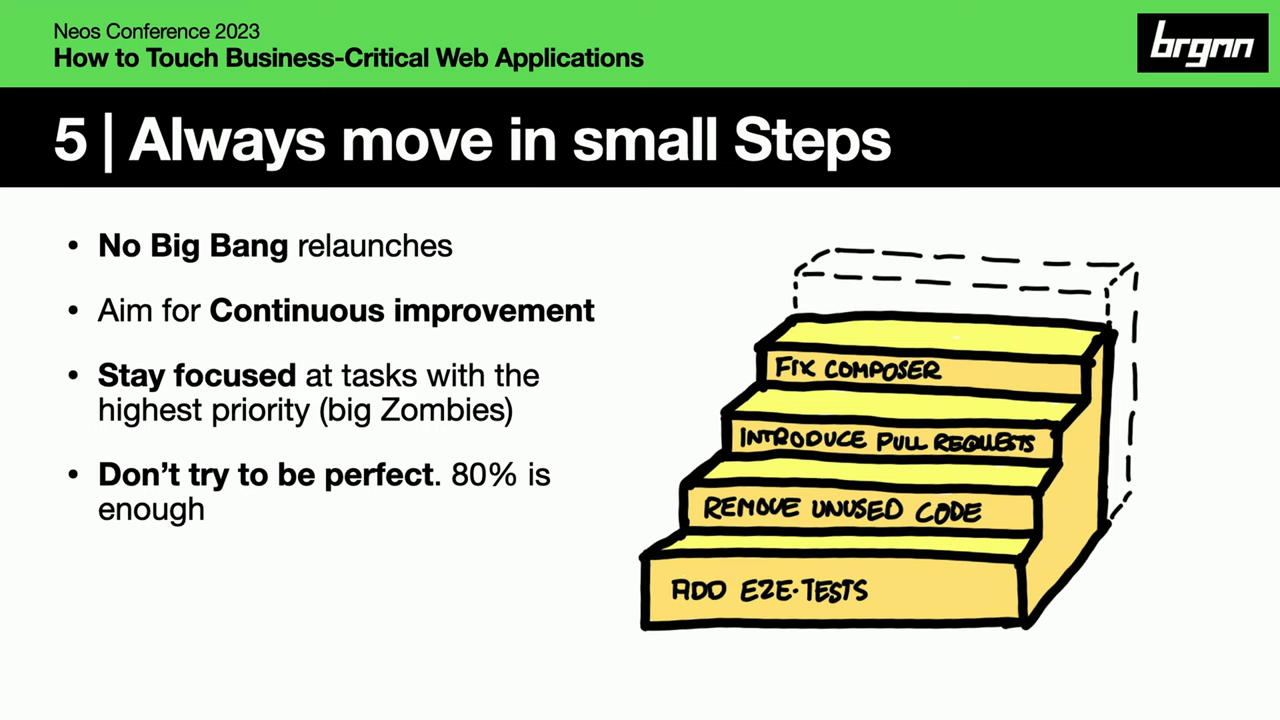 Neos Conference 2023
How to Touch Business-Critical Web Applications
brgnn
5 | Always move in small Steps
• No Big Bang relaunches
• Aim for Continuous improvement
• Stay focused at tasks with the
highest priority (big Zombies)
• Don’t try to be perfect. 80% is
enough
FIX COMPOSER
INTRODUCE PULL REQUESTS
REMOVE UNUSED CODE
ADD E2E-TESTS